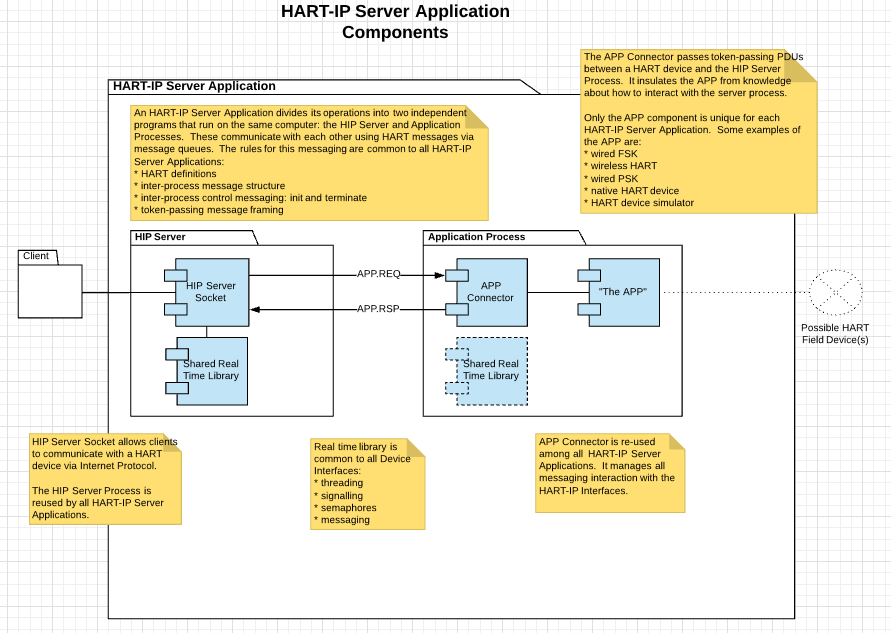 HART-IP Server Application
Components
The APP Connector passes token-passing PDUs
between a HART device and the HIP Server
Process.  It insulates the APP from knowledge
about how to interact with the server process.
Only the APP component is unique for each
HART-IP Server Application.  Some examples of
the APP are:
* wired FSK
* wireless HART
* wired PSK
* native HART device
* HART device simulator
HART-IP Server Application
An HART-IP Server Application divides its operations into two independent
programs that run on the same computer: the HIP Server and Application
Processes.  These communicate with each other using HART messages via
message queues.  The rules for this messaging are common to all HART-IP
Server Applications:
* HART definitions
* inter-process message structure
* inter-process control messaging: init and terminate
* token-passing message framing
HIP Server
Application Process
Client
HIP Server
Socket
APP.REQ
APP.RSP
APP
Connector
"The APP"
Possible HART
Field Device(s)
Shared Real
Time Library
Shared Real
Time Library
HIP Server Socket allows clients
to communicate with a HART
device via Internet Protocol.
The HIP Server Process is
reused by all HART-IP Server
Applications.
Real time library is
common to all Device
Interfaces:
* threading
* signalling
* semaphores
* messaging
APP Connector is re-used
among all  HART-IP Server
Applications.  It manages all
messaging interaction with the
HART-IP Interfaces.